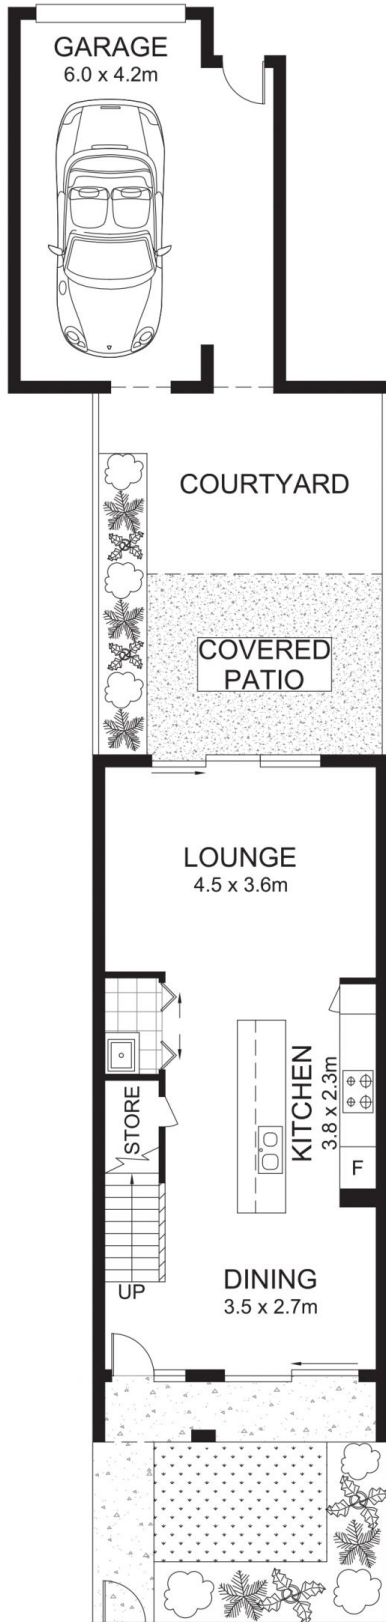 GARAGE
6.0 x 4.2m
COURTYARD
COVERED
PATIO
LOUNGE
4.5 x 3.6m
KITCHEN
3.8 x 2.3m
STORE
F
UP
DINING
3.5 x 2.7m